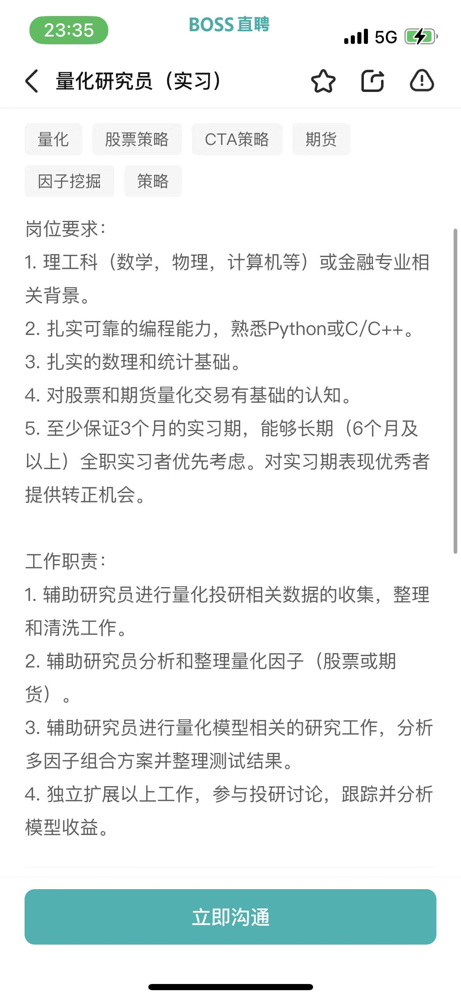 23:35
BOSS直聘
5G
量化研究员（实习）
量化 股票策略 CTA策略 期货
因子挖掘 策略
岗位要求：
1. 理工科（数学，物理，计算机等）或金融专业相
关背景。
2. 扎实可靠的编程能力，熟悉Python或C/C++。
3. 扎实的数理和统计基础。
4. 对股票和期货量化交易有基础的认知。
5. 至少保证3个月的实习期，能够长期（6个月及
以上）全职实习者优先考虑。对实习期表现优秀者
提供转正机会。
工作职责：
1. 辅助研究员进行量化投研相关数据的收集，整理
和清洗工作。
2. 辅助研究员分析和整理量化因子（股票或期
货）。
3. 辅助研究员进行量化模型相关的研究工作，分析
多因子组合方案并整理测试结果。
4. 独立扩展以上工作，参与投研讨论，跟踪并分析
模型收益。
立即沟通